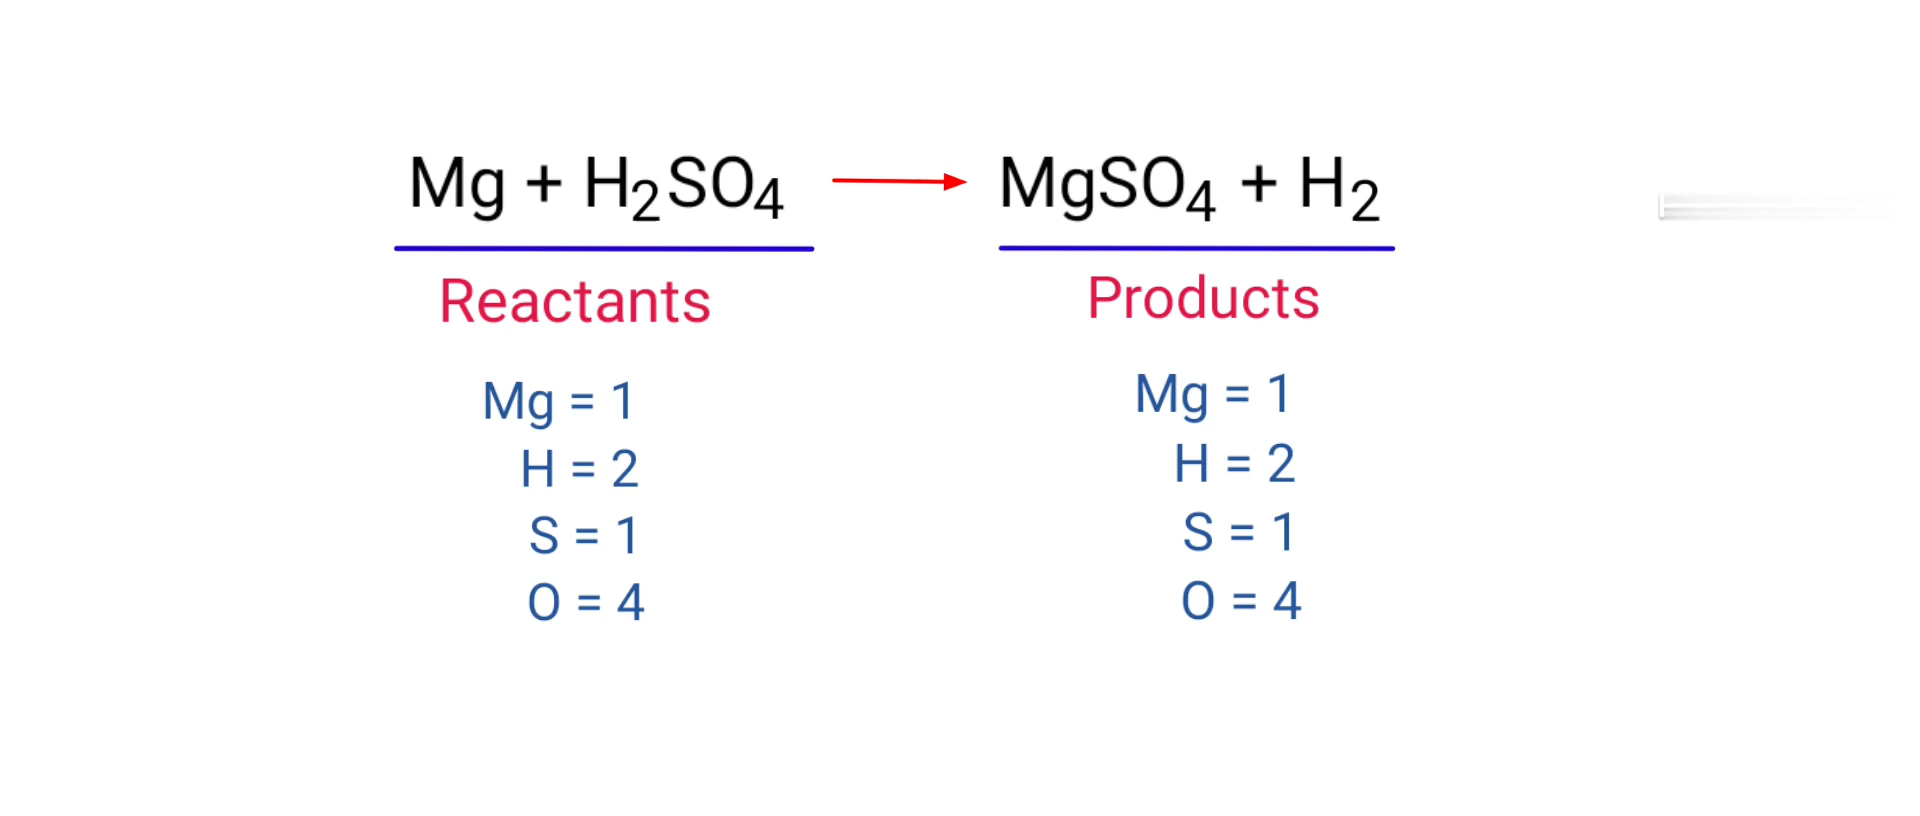 Mg + H₂SO₄ → MgSO₄ + H₂
Reactants Products
Mg = 1 Mg = 1
H = 2 H = 2
S = 1 S = 1
O = 4 O = 4